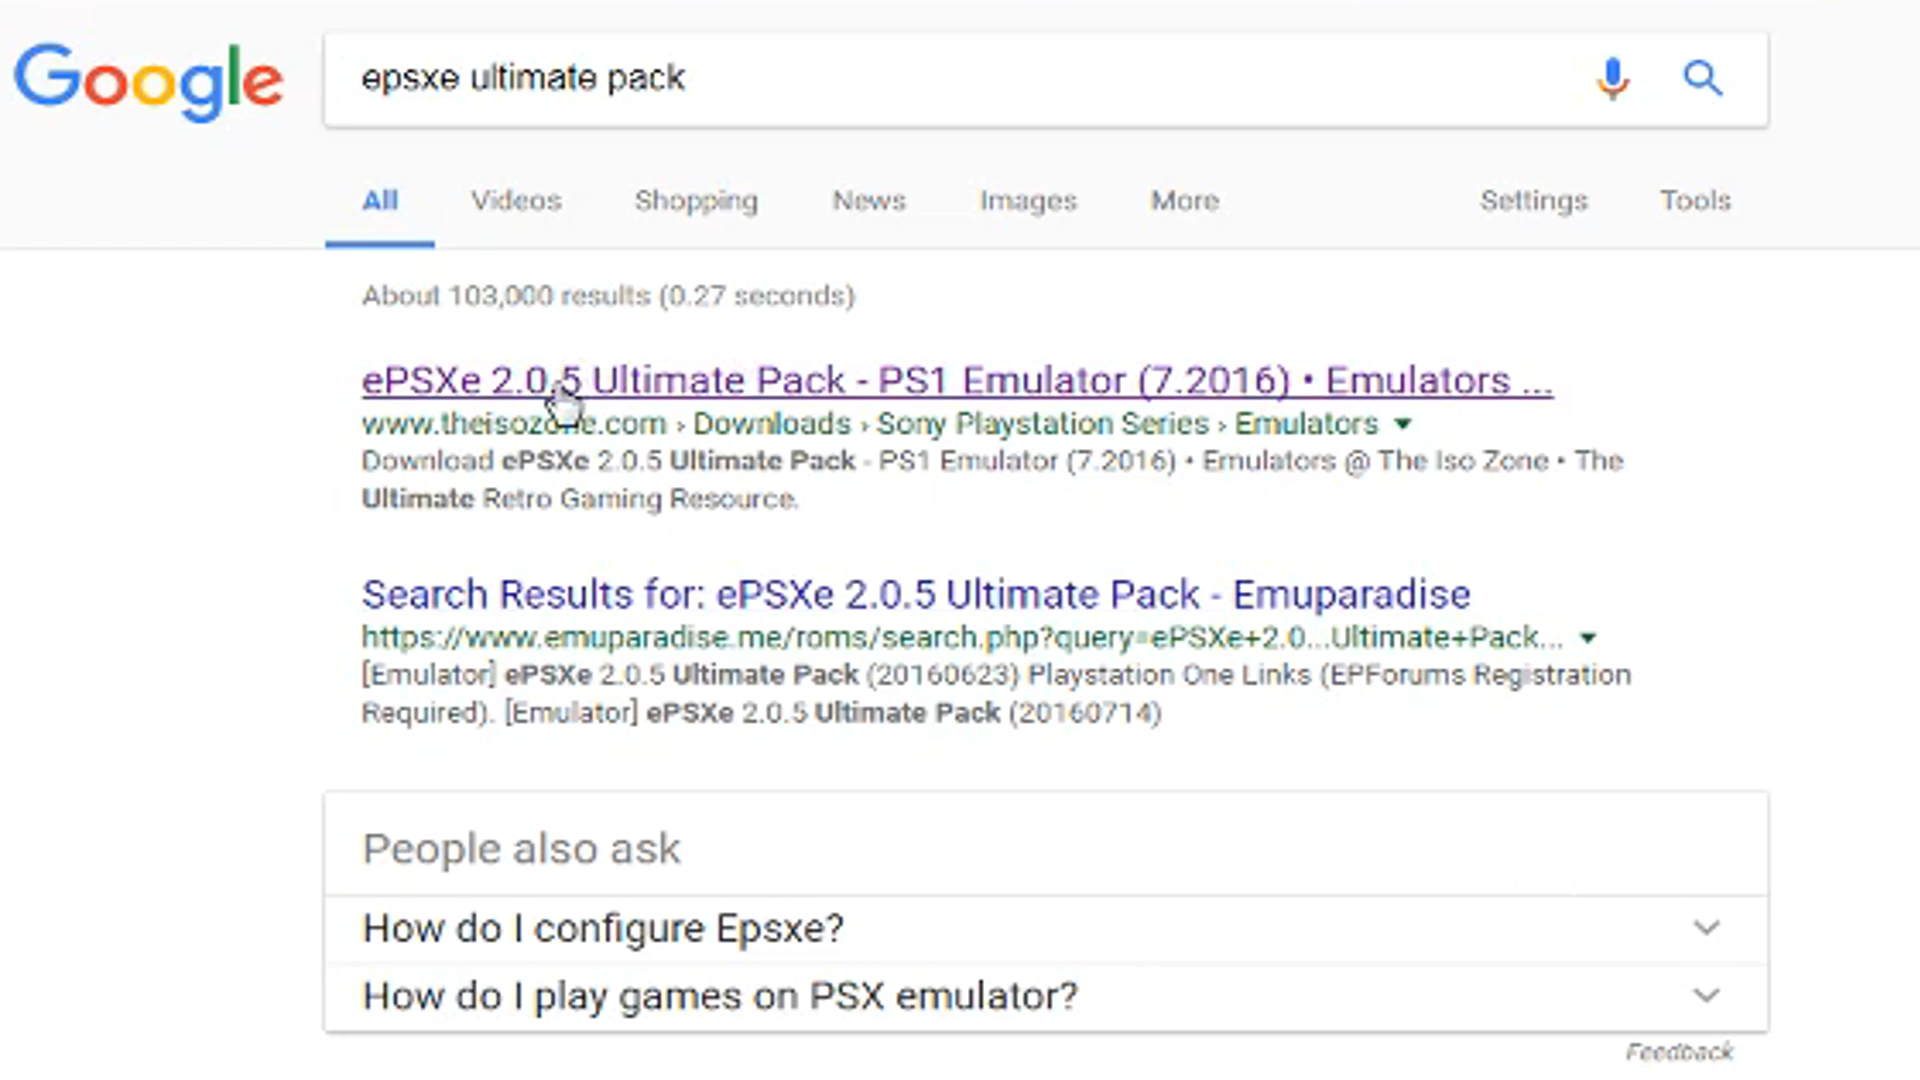 Google
epsxe ultimate pack
All Videos Shopping News Images More Settings Tools
About 103,000 results (0.27 seconds)
ePSXe 2.0.5 Ultimate Pack - PS1 Emulator (7.2016) • Emulators ...
www.theisozone.com › Downloads › Sony Playstation Series › Emulators
Download ePSXe 2.0.5 Ultimate Pack - PS1 Emulator (7.2016) • Emulators @ The Iso Zone • The
Ultimate Retro Gaming Resource.
Search Results for: ePSXe 2.0.5 Ultimate Pack - Emuparadise
https://www.emuparadise.me/roms/search.php?query=ePSXe+2.0...Ultimate+Pack...
[Emulator] ePSXe 2.0.5 Ultimate Pack (20160623) Playstation One Links (EPForums Registration
Required). [Emulator] ePSXe 2.0.5 Ultimate Pack (20160714)
People also ask
How do I configure Epsxe?
How do I play games on PSX emulator?
Feedback